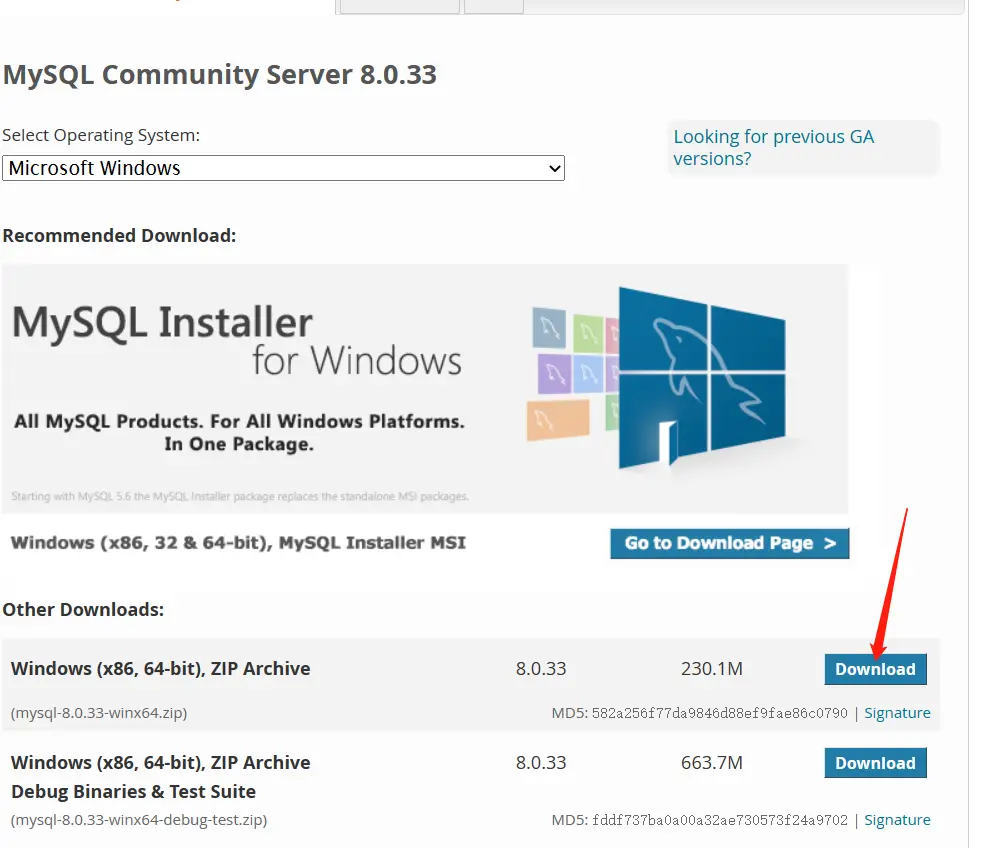 MySQL Community Server 8.0.33
Select Operating System:
Looking for previous GA
versions?
Microsoft Windows
Recommended Download:
MySQL Installer
for Windows
All MySQL Products. For All Windows Platforms.
In One Package.
Starting with MySQL 5.6 the MySQL Installer package replaces the standalone MSI packages.
Windows (x86, 32 & 64-bit), MySQL Installer MSI
Go to Download Page >
Other Downloads:
Windows (x86, 64-bit), ZIP Archive 8.0.33 230.1M Download
(mysql-8.0.33-winx64.zip) MD5: 582a256f77da9846d88ef9fae86c0790 | Signature
Windows (x86, 64-bit), ZIP Archive 8.0.33 663.7M Download
Debug Binaries & Test Suite
(mysql-8.0.33-winx64-debug-test.zip) MD5: fddf737ba0a00a32ae730573f24a9702 | Signature